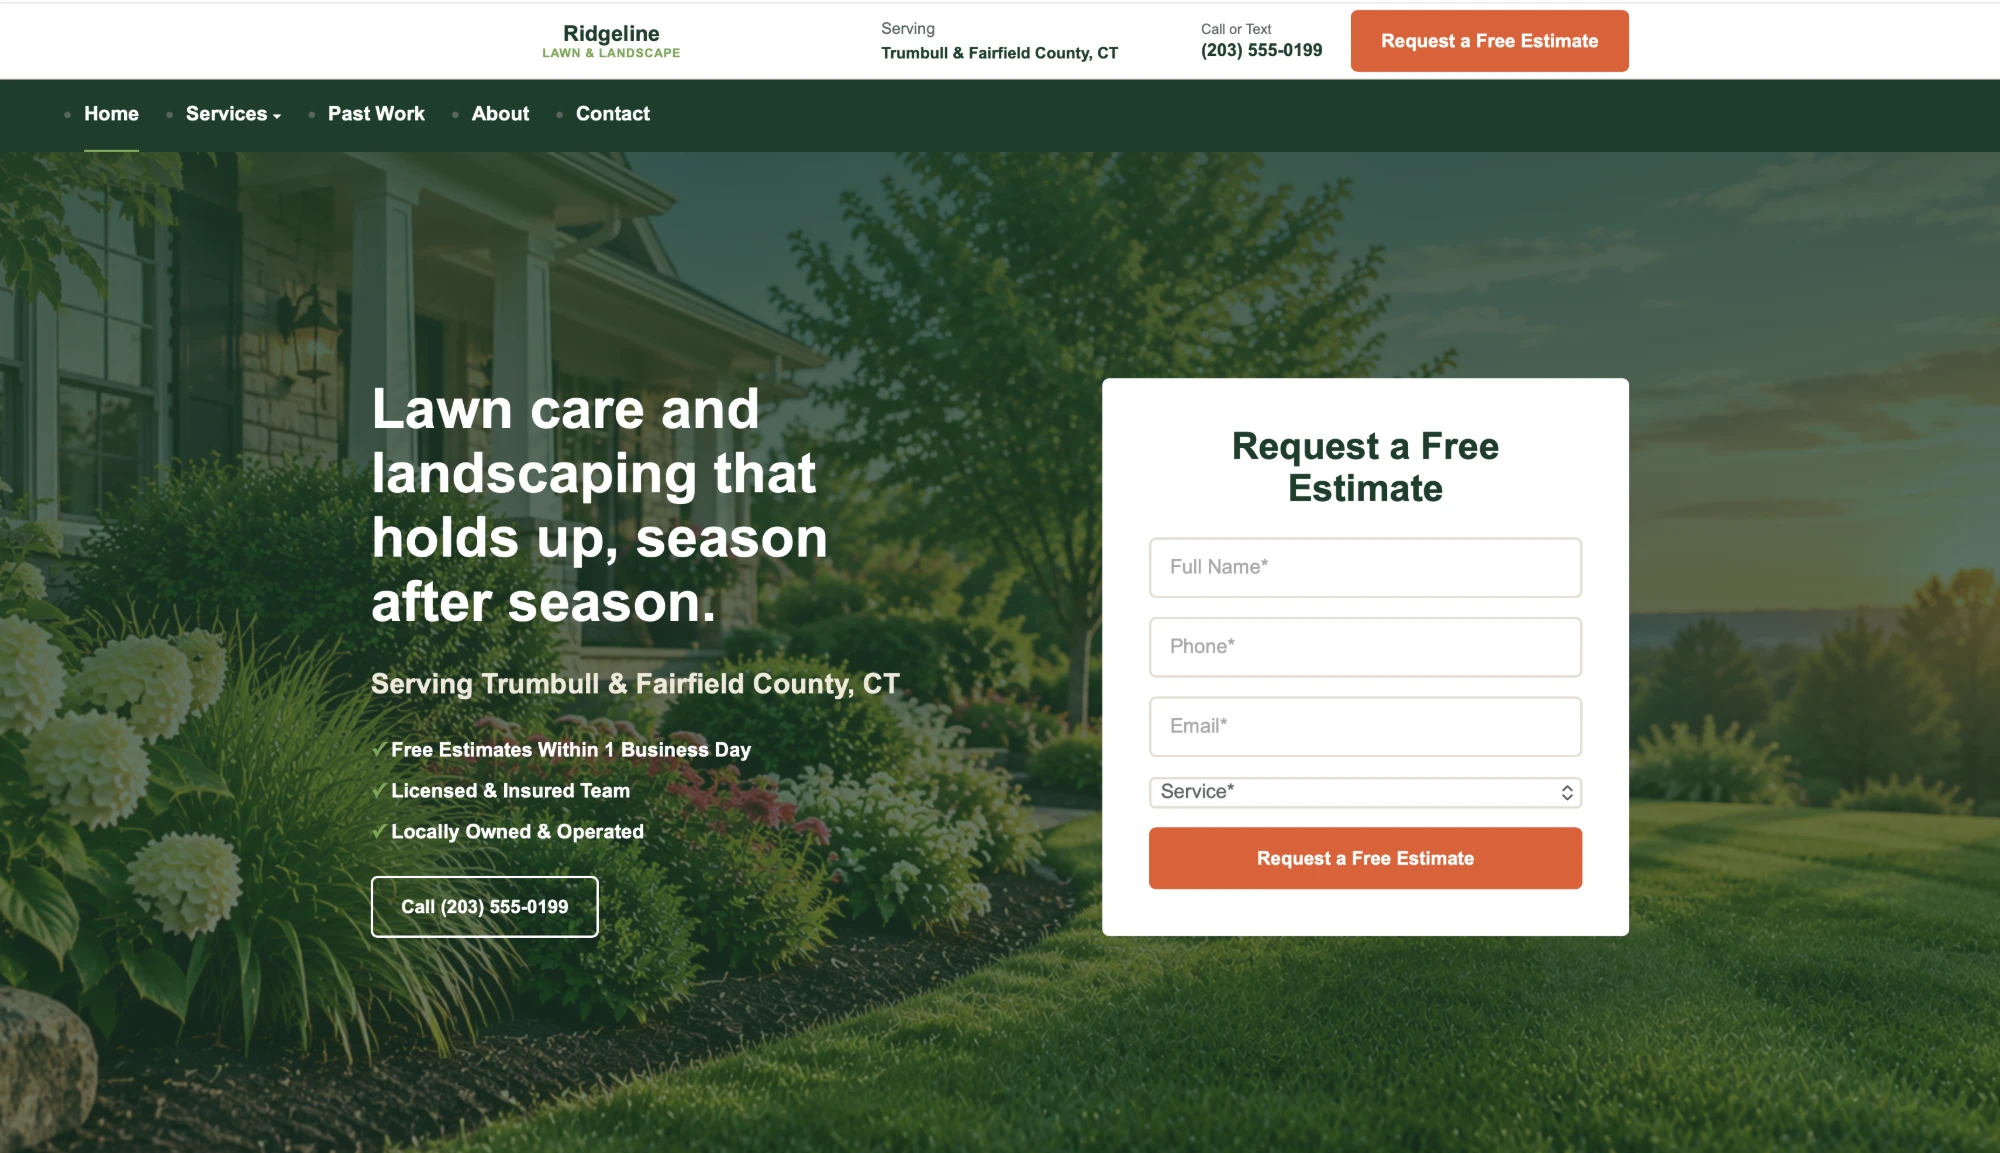 Ridgeline
LAWN & LANDSCAPE
Serving
Trumbull & Fairfield County, CT
Call or Text
(203) 555-0199
Request a Free Estimate
Home
Services
Past Work
About
Contact
Lawn care and
landscaping that
holds up, season
after season.
Serving Trumbull & Fairfield County, CT
✓ Free Estimates Within 1 Business Day
✓ Licensed & Insured Team
✓ Locally Owned & Operated
Call (203) 555-0199
Request a Free
Estimate
Full Name*
Phone*
Email*
Service*
Request a Free Estimate